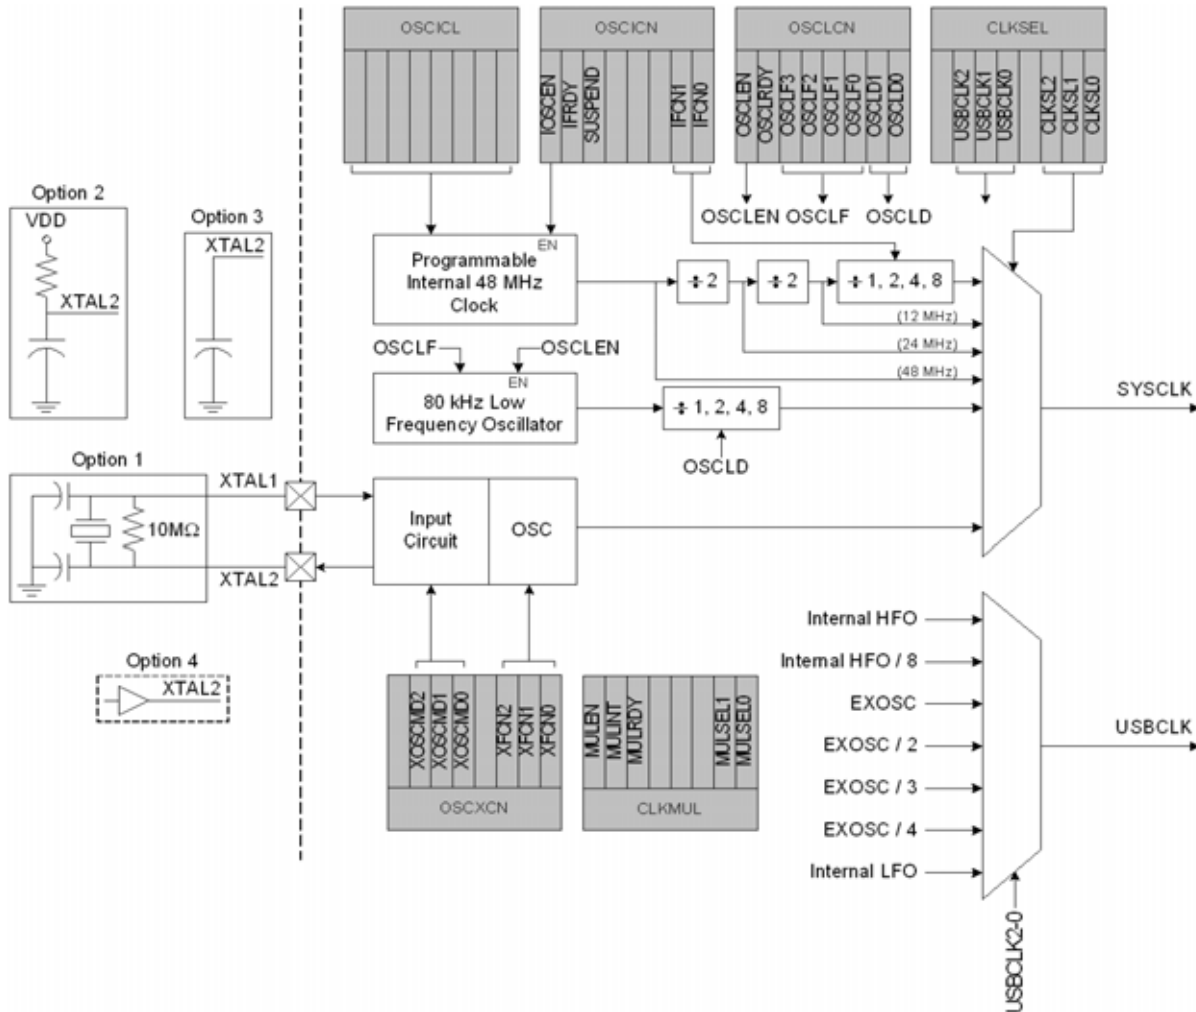 OSCICL
OSCICN
OSCLCN
CLKSEL
IOSCEN
IFRDY
SUSPEND
IFCN1
IFCN0
OSCLEN
OSCLRDY
OSCLF3
OSCLF2
OSCLF1
OSCLF0
OSCLD1
OSCLD0
USBCLK2
USBCLK1
USBCLK0
CLKSL2
CLKSL1
CLKSL0
OSCLEN OSCLF OSCLD
Option 2
VDD
XTAL2
Option 3
XTAL2
EN
Programmable
Internal 48 MHz
Clock
÷ 2
÷ 2
÷ 1, 2, 4, 8
(12 MHz)
(24 MHz)
(48 MHz)
OSCLF
OSCLEN
EN
80 kHz Low
Frequency Oscillator
÷ 1, 2, 4, 8
OSCLD
SYSCLK
Option 1
XTAL1
10MΩ
XTAL2
Input
Circuit
OSC
Option 4
XTAL2
XOSCMD2
XOSCMD1
XOSCMD0
XFCN2
XFCN1
XFCN0
OSCXCN
MULEN
MULINT
MULRDY
MULSEL1
MULSEL0
CLKMUL
Internal HFO
Internal HFO / 8
EXOSC
EXOSC / 2
EXOSC / 3
EXOSC / 4
Internal LFO
USBCLK
USBCLK2-0